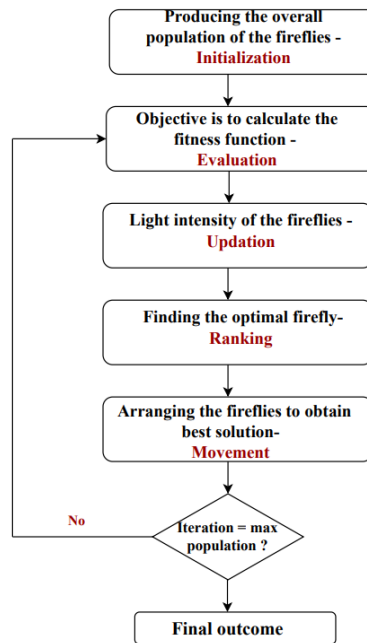 Producing the overall
population of the fireflies -
Initialization
Objective is to calculate the
fitness function -
Evaluation
Light intensity of the fireflies -
Updation
Finding the optimal firefly-
Ranking
Arranging the fireflies to obtain
best solution-
Movement
No
Iteration = max
population ?
Final outcome